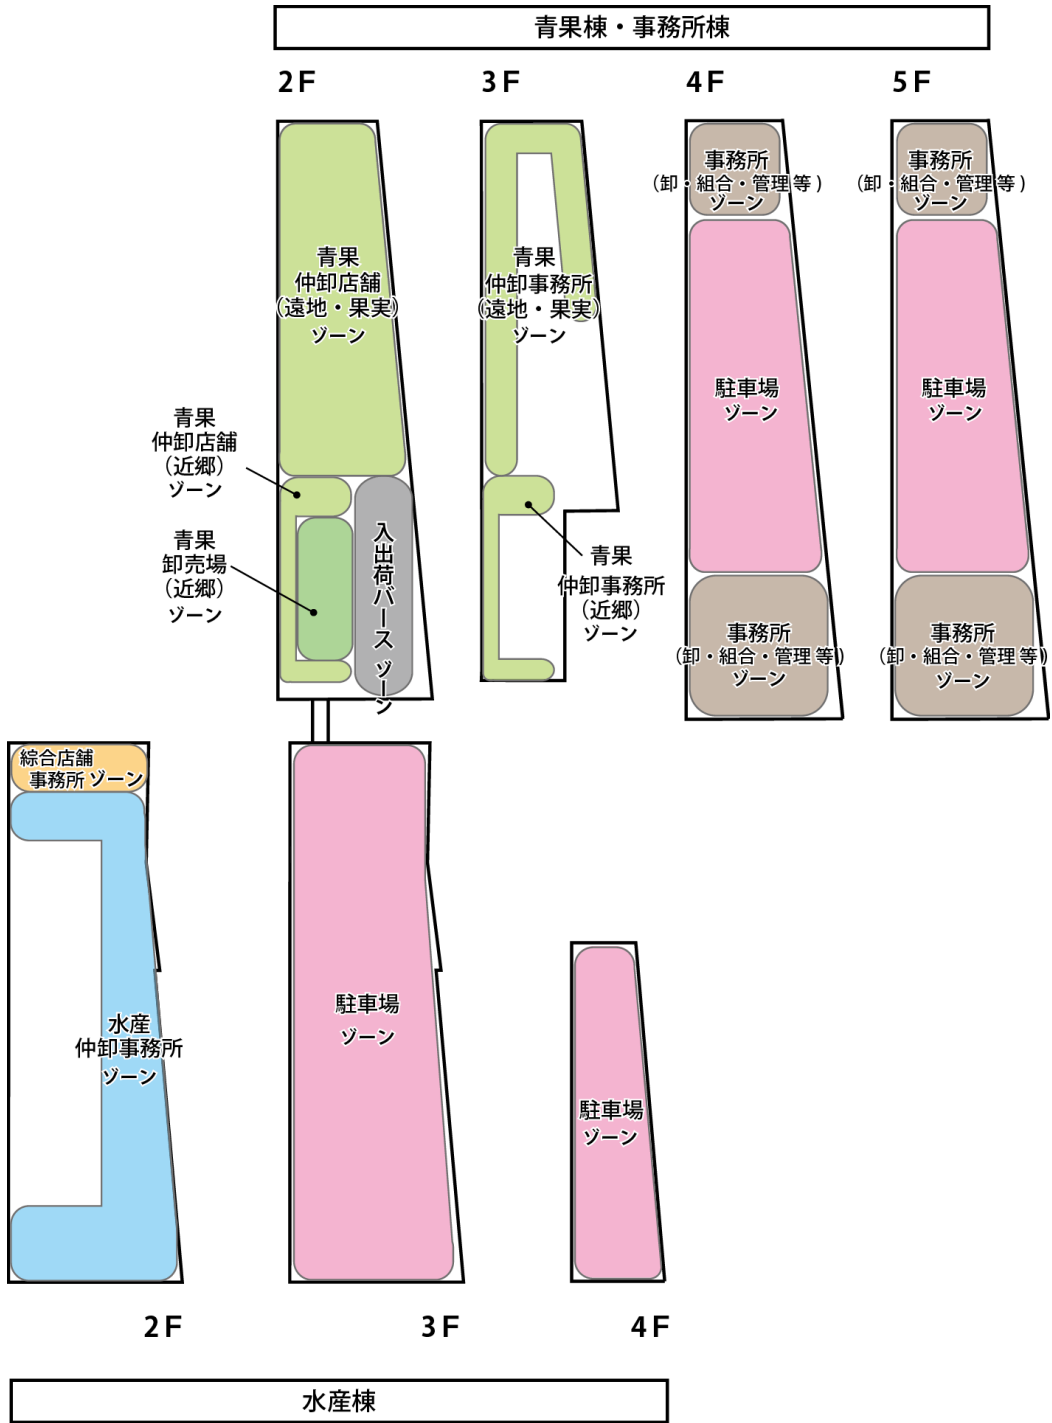 青果棟・事務所棟
2F
3F
4F
5F
青果
仲卸店舗
（遠地・果実）
ゾーン
青果
仲卸店舗
（近郷）
ゾーン
青果
卸売場
（近郷）
ゾーン
入出荷バース ゾーン
青果
仲卸事務所
（遠地・果実）
ゾーン
青果
仲卸事務所
（近郷）
ゾーン
事務所
（卸・組合・管理等）
ゾーン
駐車場
ゾーン
事務所
（卸・組合・管理等）
ゾーン
事務所
（卸・組合・管理等）
ゾーン
駐車場
ゾーン
事務所
（卸・組合・管理等）
ゾーン
綜合店舗
事務所 ゾーン
水産
仲卸事務所
ゾーン
駐車場
ゾーン
駐車場
ゾーン
2F
3F
4F
水産棟